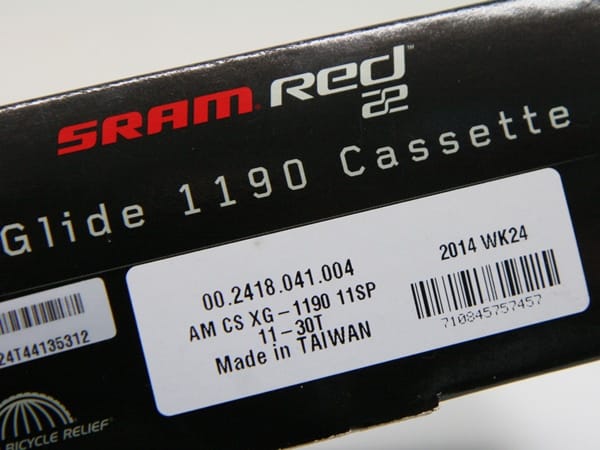 SRAM Red™
22
Glide 1190 Cassette
00.2418.041.004
2014 WK24
AM CS XG-1190 11SP
11-30T
Made in TAIWAN
710845757457
24T44135312
BICYCLE RELIEF